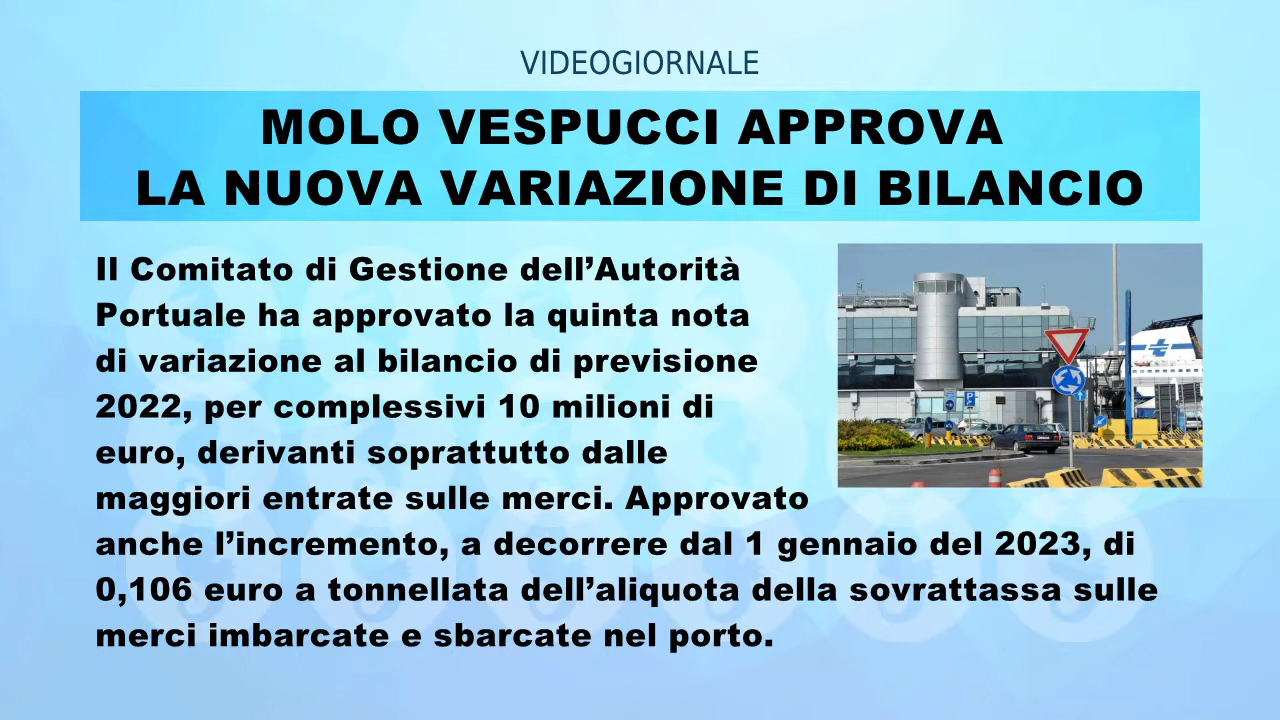 VIDEOGIORNALE
MOLO VESPUCCI APPROVA
LA NUOVA VARIAZIONE DI BILANCIO
Il Comitato di Gestione dell’Autorità
Portuale ha approvato la quinta nota
di variazione al bilancio di previsione
2022, per complessivi 10 milioni di
euro, derivanti soprattutto dalle
maggiori entrate sulle merci. Approvato
anche l’incremento, a decorrere dal 1 gennaio del 2023, di
0,106 euro a tonnellata dell’aliquota della sovrattassa sulle
merci imbarcate e sbarcate nel porto.